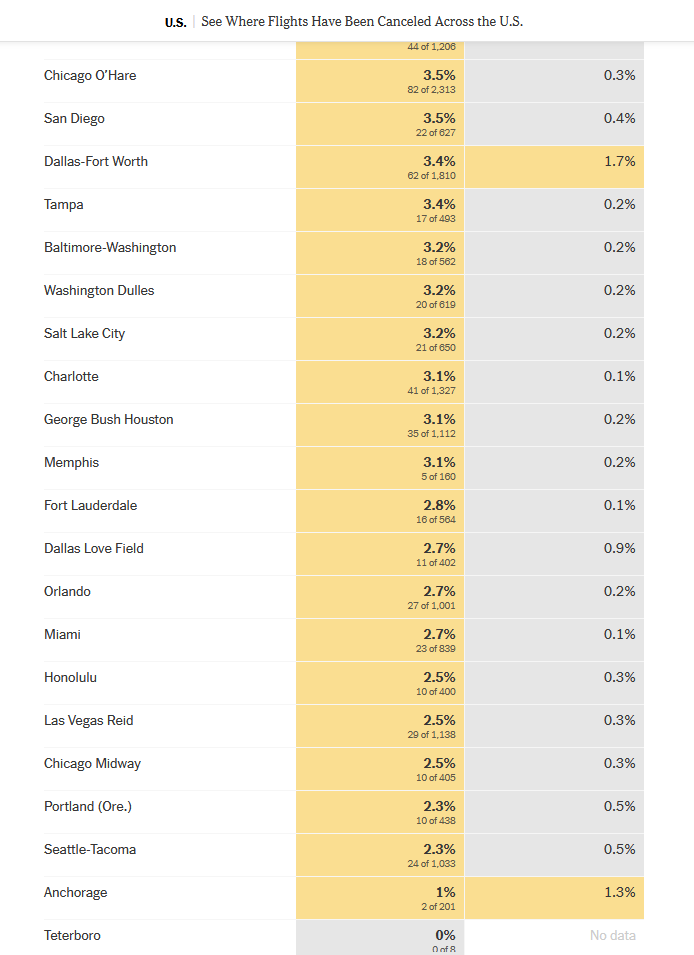 U.S. See Where Flights Have Been Canceled Across the U.S.
44 of 1,206
Chicago O’Hare 3.5% 0.3%
82 of 2,313
San Diego 3.5% 0.4%
22 of 627
Dallas-Fort Worth 3.4% 1.7%
62 of 1,810
Tampa 3.4% 0.2%
17 of 493
Baltimore-Washington 3.2% 0.2%
18 of 562
Washington Dulles 3.2% 0.2%
20 of 619
Salt Lake City 3.2% 0.2%
21 of 650
Charlotte 3.1% 0.1%
41 of 1,327
George Bush Houston 3.1% 0.2%
35 of 1,112
Memphis 3.1% 0.2%
5 of 160
Fort Lauderdale 2.8% 0.1%
16 of 564
Dallas Love Field 2.7% 0.9%
11 of 402
Orlando 2.7% 0.2%
27 of 1,001
Miami 2.7% 0.1%
23 of 839
Honolulu 2.5% 0.3%
10 of 400
Las Vegas Reid 2.5% 0.3%
29 of 1,138
Chicago Midway 2.5% 0.3%
10 of 405
Portland (Ore.) 2.3% 0.5%
10 of 438
Seattle-Tacoma 2.3% 0.5%
24 of 1,033
Anchorage 1% 1.3%
2 of 201
Teterboro 0% No data
0 of 8